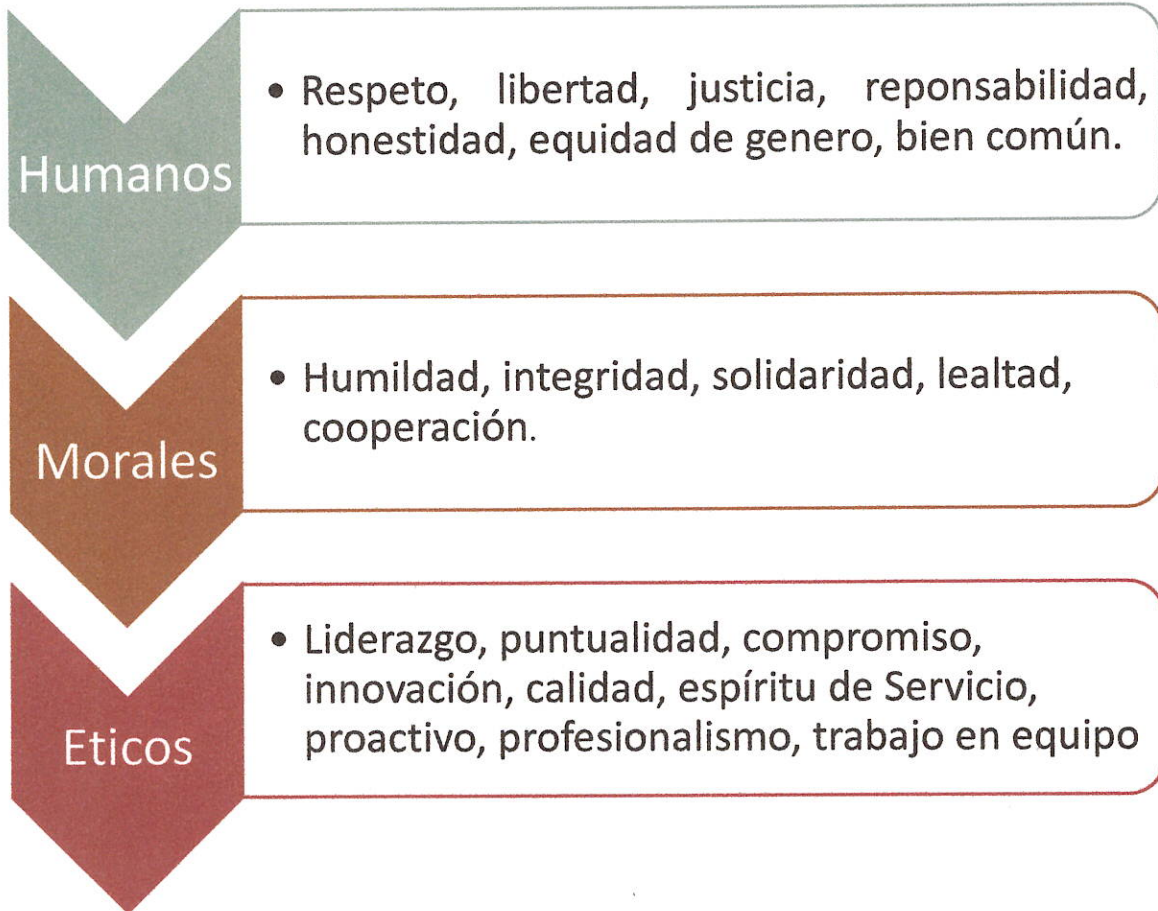 Humanos
• Respeto, libertad, justicia, reponsabilidad,
honestidad, equidad de genero, bien común.
Morales
• Humildad, integridad, solidaridad, lealtad,
cooperación.
Eticos
• Liderazgo, puntualidad, compromiso,
innovación, calidad, espíritu de Servicio,
proactivo, profesionalismo, trabajo en equipo